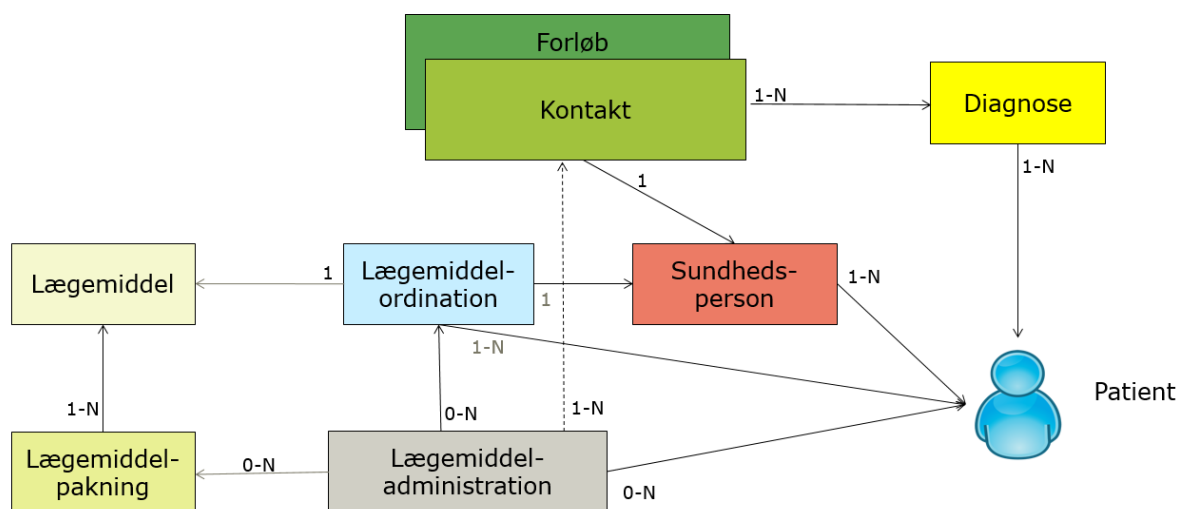 Forløb
Kontakt
1-N
Diagnose
1-N
1
Lægemiddel
1
Lægemiddel-
ordination
1
Sundheds-
person
1-N
1-N
Patient
1-N
0-N
1-N
Lægemiddel-
pakning
0-N
Lægemiddel-
administration
0-N